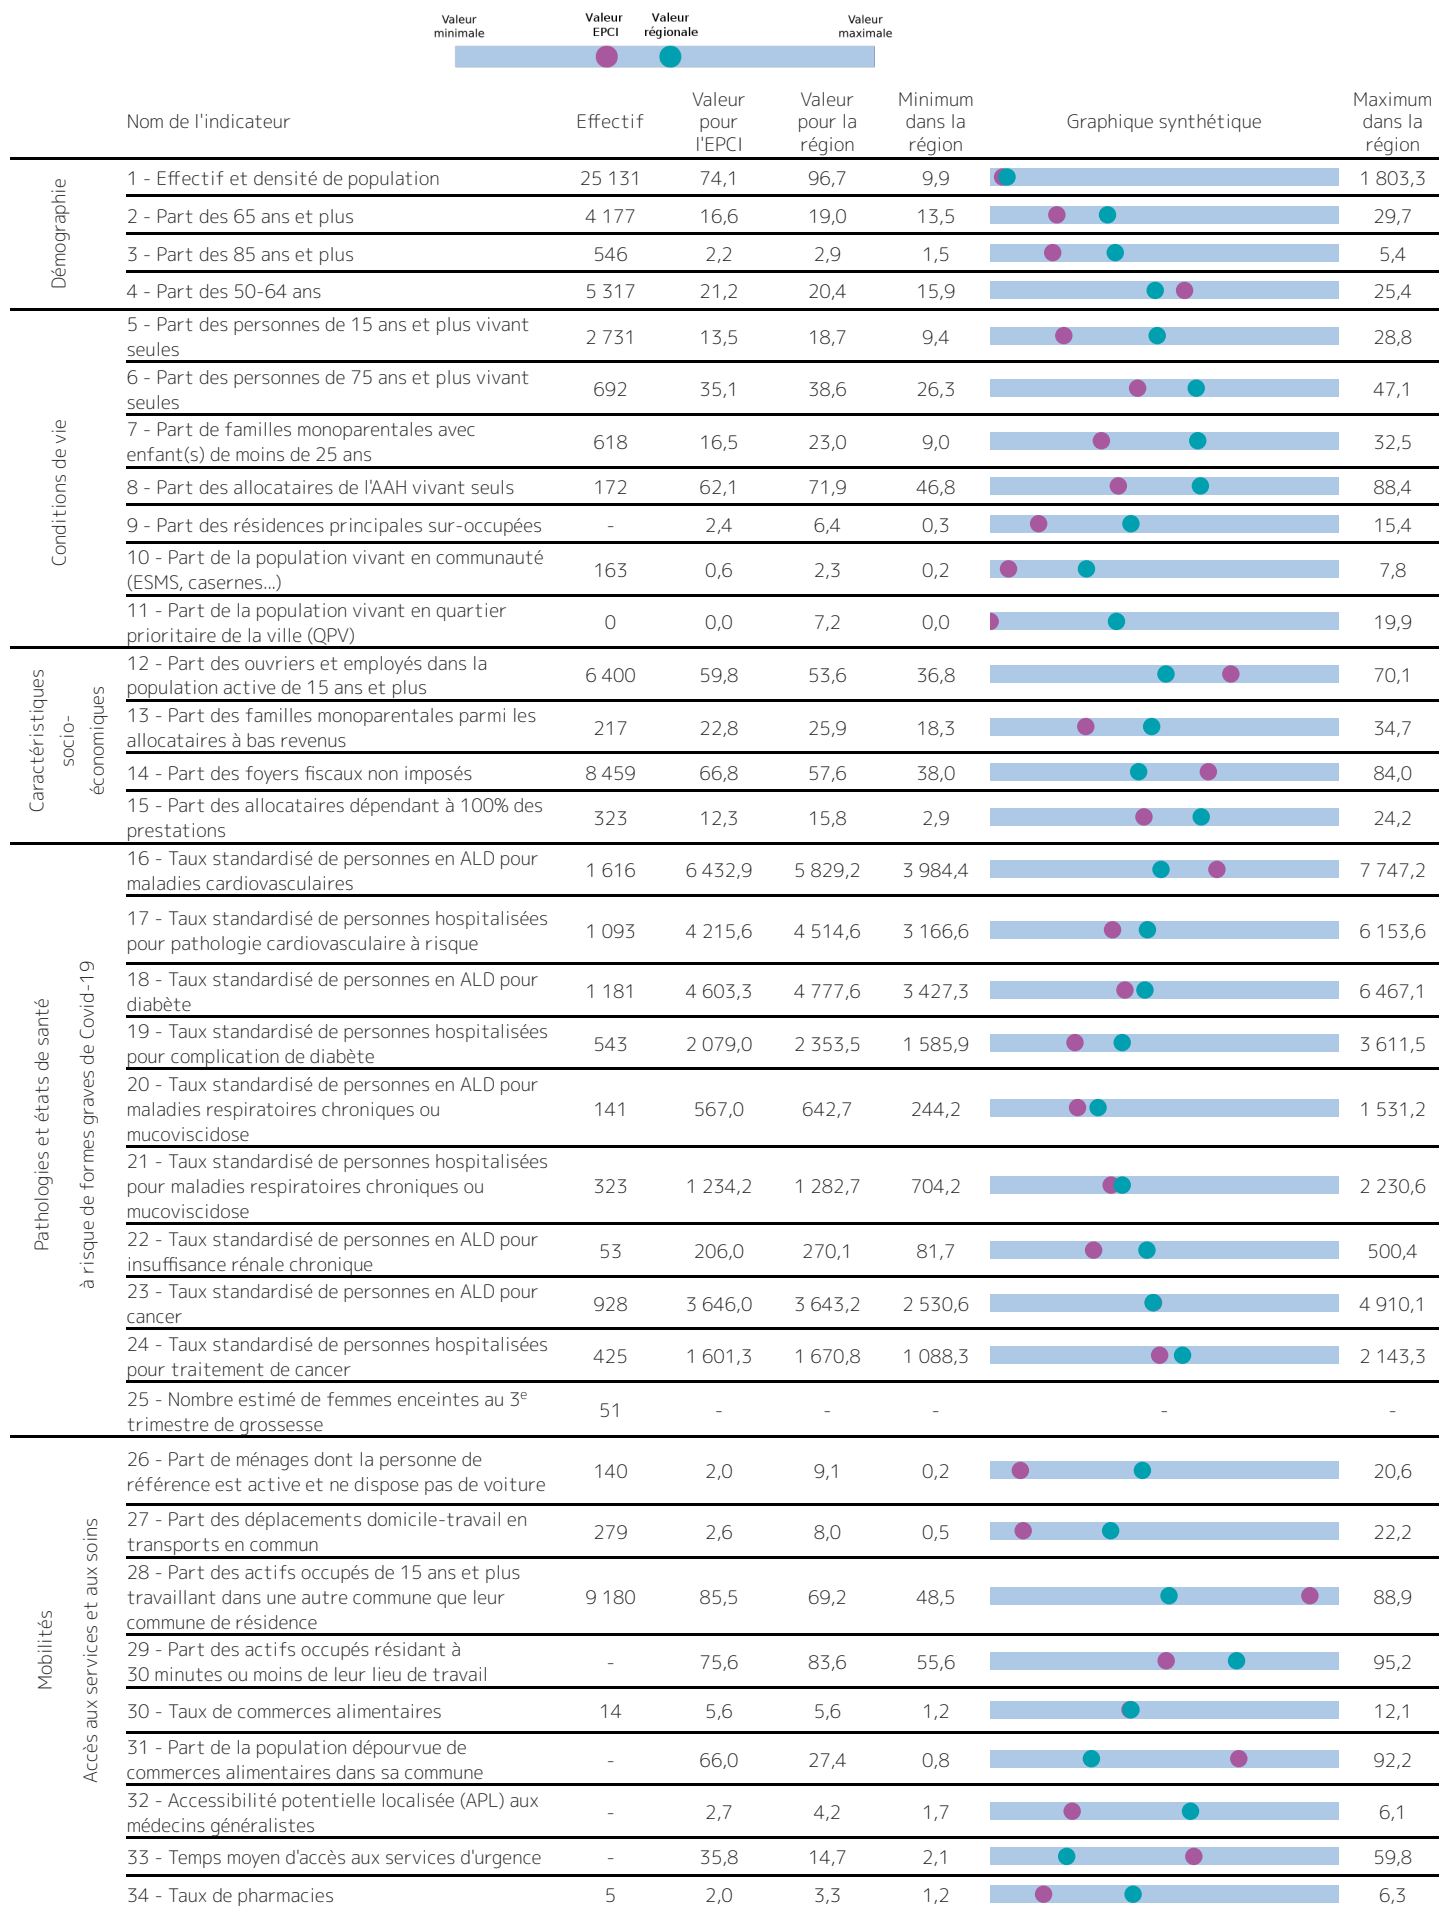 Valeur minimale
Valeur EPCI
Valeur régionale
Valeur maximale
Nom de l'indicateur
Effectif
Valeur pour l'EPCI
Valeur pour la région
Minimum dans la région
Graphique synthétique
Maximum dans la région
Démographie
1 - Effectif et densité de population 25 131 74,1 96,7 9,9 1 803,3
2 - Part des 65 ans et plus 4 177 16,6 19,0 13,5 29,7
3 - Part des 85 ans et plus 546 2,2 2,9 1,5 5,4
4 - Part des 50-64 ans 5 317 21,2 20,4 15,9 25,4
Conditions de vie
5 - Part des personnes de 15 ans et plus vivant
seules 2 731 13,5 18,7 9,4 28,8
6 - Part des personnes de 75 ans et plus vivant
seules 692 35,1 38,6 26,3 47,1
7 - Part de familles monoparentales avec
enfant(s) de moins de 25 ans 618 16,5 23,0 9,0 32,5
8 - Part des allocataires de l'AAH vivant seuls 172 62,1 71,9 46,8 88,4
9 - Part des résidences principales sur-occupées - 2,4 6,4 0,3 15,4
10 - Part de la population vivant en communauté
(ESMS, casernes...) 163 0,6 2,3 0,2 7,8
11 - Part de la population vivant en quartier
prioritaire de la ville (QPV) 0 0,0 7,2 0,0 19,9
Caractéristiques
socio-
économiques
12 - Part des ouvriers et employés dans la
population active de 15 ans et plus 6 400 59,8 53,6 36,8 70,1
13 - Part des familles monoparentales parmi les
allocataires à bas revenus 217 22,8 25,9 18,3 34,7
14 - Part des foyers fiscaux non imposés 8 459 66,8 57,6 38,0 84,0
15 - Part des allocataires dépendant à 100% des
prestations 323 12,3 15,8 2,9 24,2
Pathologies et états de santé
à risque de formes graves de Covid-19
16 - Taux standardisé de personnes en ALD pour
maladies cardiovasculaires 1 616 6 432,9 5 829,2 3 984,4 7 747,2
17 - Taux standardisé de personnes hospitalisées
pour pathologie cardiovasculaire à risque 1 093 4 215,6 4 514,6 3 166,6 6 153,6
18 - Taux standardisé de personnes en ALD pour
diabète 1 181 4 603,3 4 777,6 3 427,3 6 467,1
19 - Taux standardisé de personnes hospitalisées
pour complication de diabète 543 2 079,0 2 353,5 1 585,9 3 611,5
20 - Taux standardisé de personnes en ALD pour
maladies respiratoires chroniques ou 141 567,0 642,7 244,2 1 531,2
mucoviscidose
21 - Taux standardisé de personnes hospitalisées
pour maladies respiratoires chroniques ou 323 1 234,2 1 282,7 704,2 2 230,6
mucoviscidose
22 - Taux standardisé de personnes en ALD pour
insuffisance rénale chronique 53 206,0 270,1 81,7 500,4
23 - Taux standardisé de personnes en ALD pour
cancer 928 3 646,0 3 643,2 2 530,6 4 910,1
24 - Taux standardisé de personnes hospitalisées
pour traitement de cancer 425 1 601,3 1 670,8 1 088,3 2 143,3
25 - Nombre estimé de femmes enceintes au 3e
trimestre de grossesse 51 - - - - -
Mobilités
Accès aux services et aux soins
26 - Part de ménages dont la personne de
référence est active et ne dispose pas de voiture 140 2,0 9,1 0,2 20,6
27 - Part des déplacements domicile-travail en
transports en commun 279 2,6 8,0 0,5 22,2
28 - Part des actifs occupés de 15 ans et plus
travaillant dans une autre commune que leur 9 180 85,5 69,2 48,5 88,9
commune de résidence
29 - Part des actifs occupés résidant à
30 minutes ou moins de leur lieu de travail - 75,6 83,6 55,6 95,2
30 - Taux de commerces alimentaires 14 5,6 5,6 1,2 12,1
31 - Part de la population dépourvue de
commerces alimentaires dans sa commune - 66,0 27,4 0,8 92,2
32 - Accessibilité potentielle localisée (APL) aux
médecins généralistes - 2,7 4,2 1,7 6,1
33 - Temps moyen d'accès aux services d'urgence - 35,8 14,7 2,1 59,8
34 - Taux de pharmacies 5 2,0 3,3 1,2 6,3